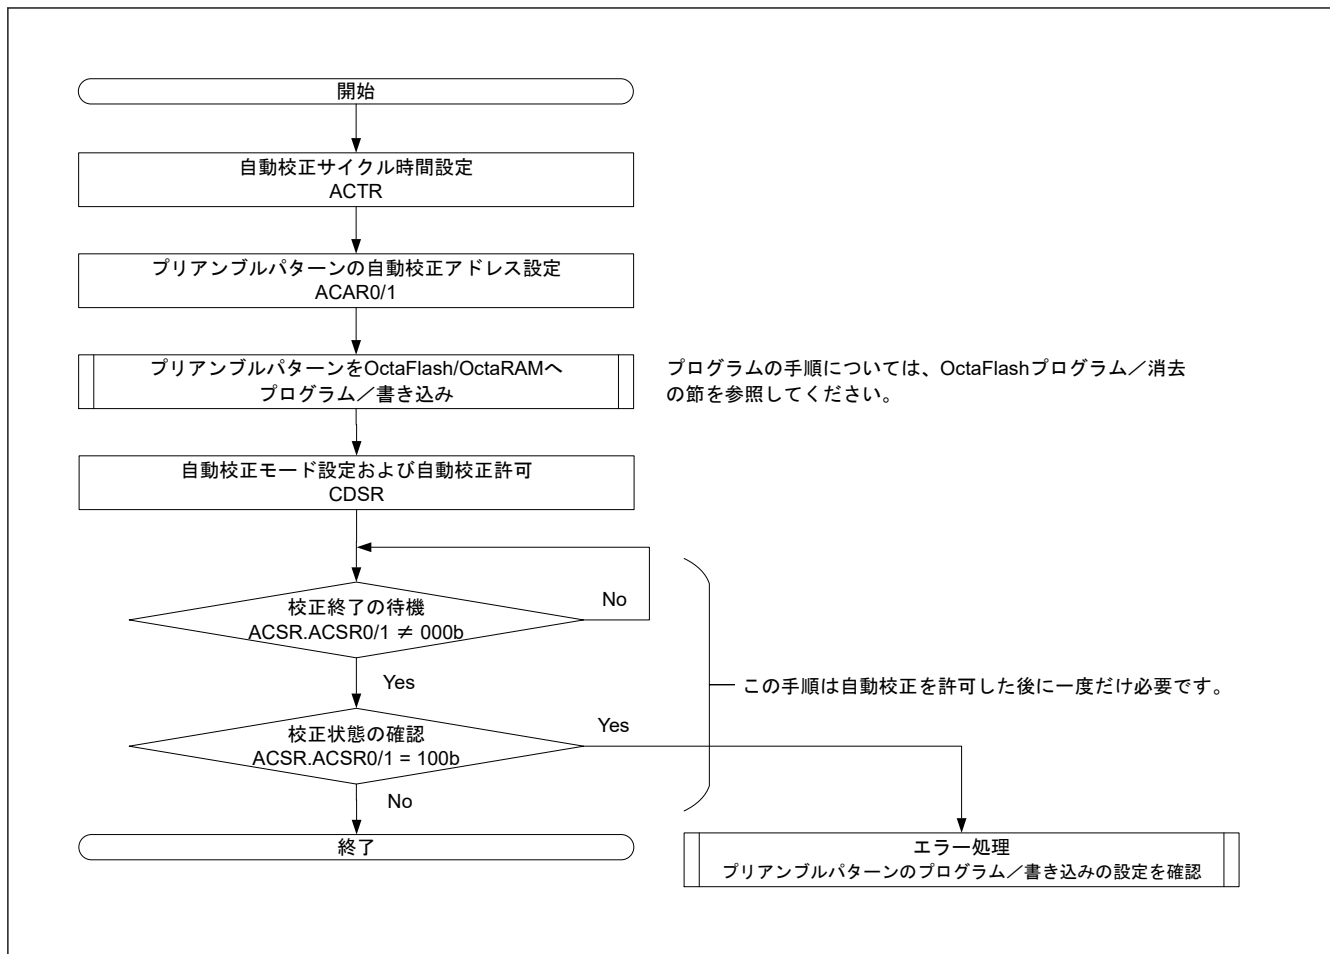 開始
自動校正サイクル時間設定
ACTR
プリアンブルパターンの自動校正アドレス設定
ACAR0/1
プリアンブルパターンをOctaFlash/OctaRAMへ
プログラム／書き込み
プログラムの手順については、OctaFlashプログラム／消去
の節を参照してください。
自動校正モード設定および自動校正許可
CDSR
校正終了の待機
ACSR.ACSR0/1 ≠ 000b
No
Yes
この手順は自動校正を許可した後に一度だけ必要です。
校正状態の確認
ACSR.ACSR0/1 = 100b
Yes
No
終了
エラー処理
プリアンブルパターンのプログラム／書き込みの設定を確認